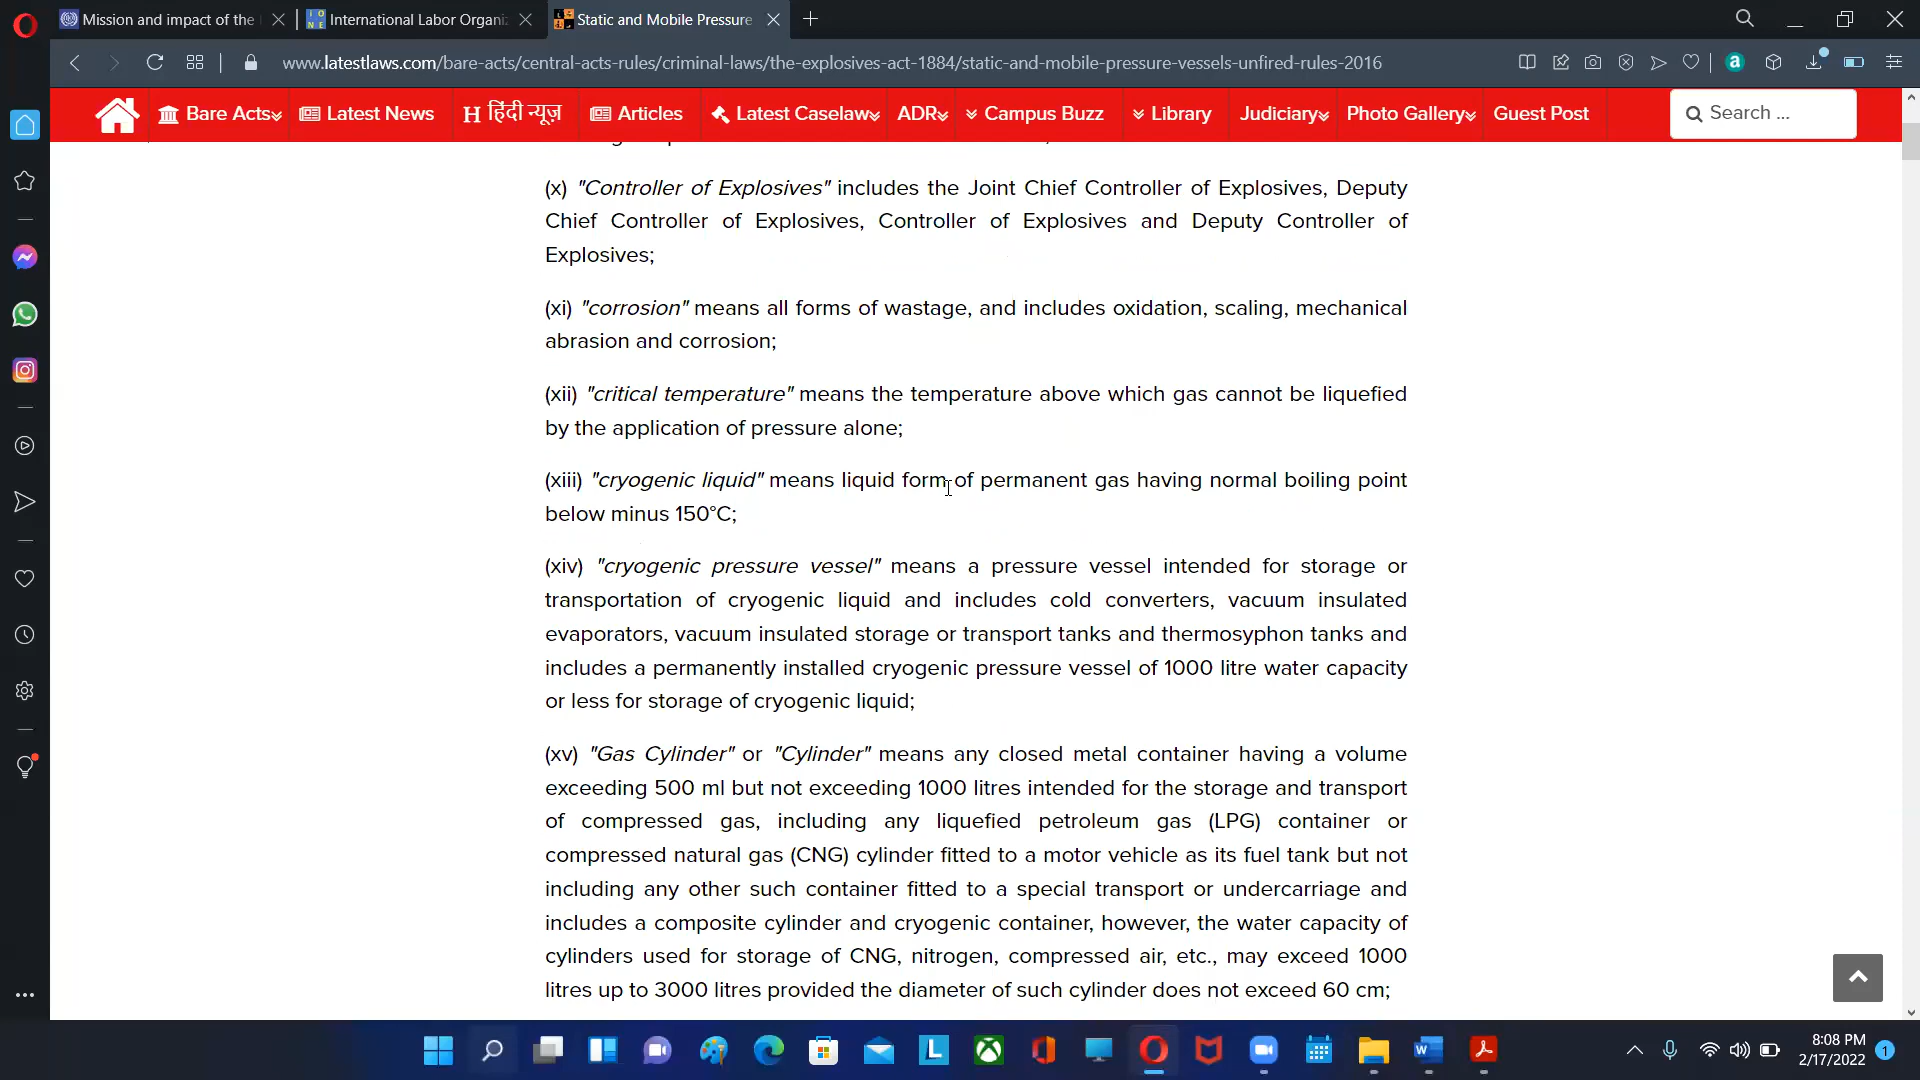 Mission and impact of the
International Labor Organiz
Static and Mobile Pressure
www.latestlaws.com/bare-acts/central-acts-rules/criminal-laws/the-explosives-act-1884/static-and-mobile-pressure-vessels-unfired-rules-2016
Bare Acts
Latest News
H हिंदी न्यूज़
Articles
Latest Caselaw
ADR
Campus Buzz
Library
Judiciary
Photo Gallery
Guest Post
Search ...
(x) "Controller of Explosives" includes the Joint Chief Controller of Explosives, Deputy
Chief Controller of Explosives, Controller of Explosives and Deputy Controller of
Explosives;
(xi) "corrosion" means all forms of wastage, and includes oxidation, scaling, mechanical
abrasion and corrosion;
(xii) "critical temperature" means the temperature above which gas cannot be liquefied
by the application of pressure alone;
(xiii) "cryogenic liquid" means liquid form of permanent gas having normal boiling point
below minus 150°C;
(xiv) "cryogenic pressure vessel" means a pressure vessel intended for storage or
transportation of cryogenic liquid and includes cold converters, vacuum insulated
evaporators, vacuum insulated storage or transport tanks and thermosyphon tanks and
includes a permanently installed cryogenic pressure vessel of 1000 litre water capacity
or less for storage of cryogenic liquid;
(xv) "Gas Cylinder" or "Cylinder" means any closed metal container having a volume
exceeding 500 ml but not exceeding 1000 litres intended for the storage and transport
of compressed gas, including any liquefied petroleum gas (LPG) container or
compressed natural gas (CNG) cylinder fitted to a motor vehicle as its fuel tank but not
including any other such container fitted to a special transport or undercarriage and
includes a composite cylinder and cryogenic container, however, the water capacity of
cylinders used for storage of CNG, nitrogen, compressed air, etc., may exceed 1000
litres up to 3000 litres provided the diameter of such cylinder does not exceed 60 cm;
8:08 PM
2/17/2022
1